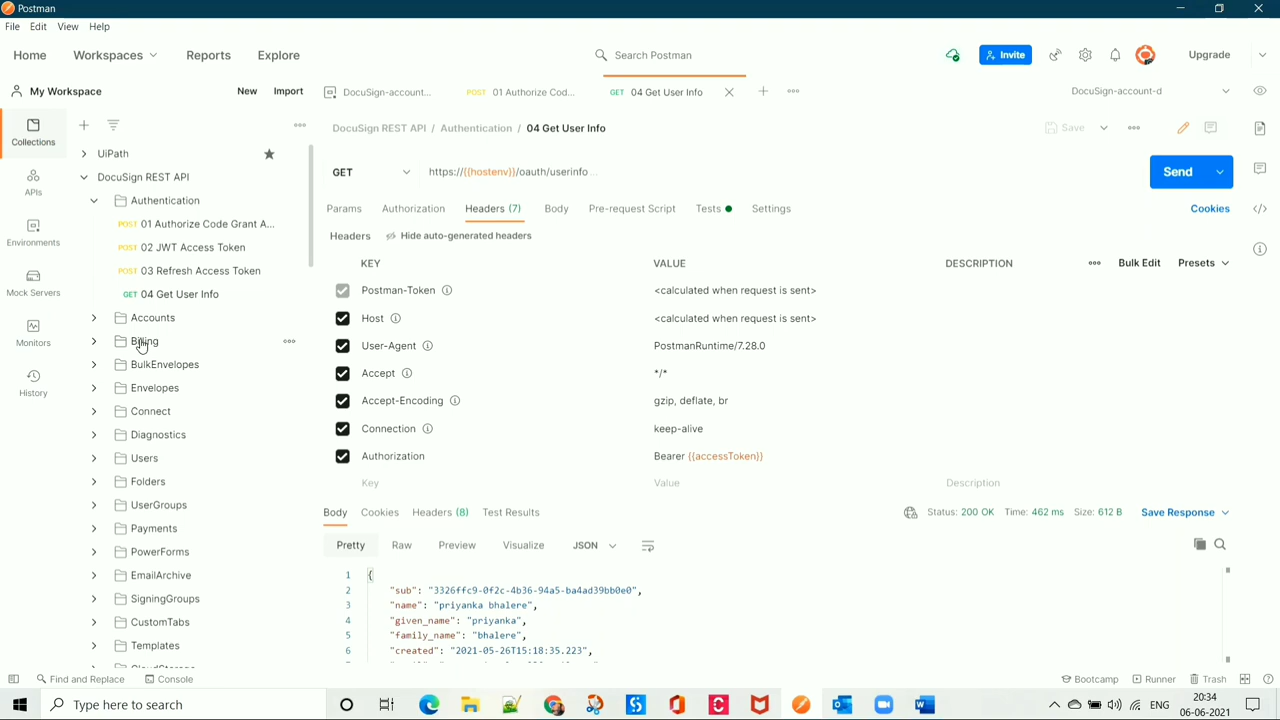 Postman
File Edit View Help
Home Workspaces Reports Explore Search Postman Invite Upgrade
My Workspace New Import DocuSign-account... POST 01 Authorize Cod... GET 04 Get User Info DocuSign-account-d
DocuSign REST API / Authentication / 04 Get User Info Save
Collections
APIs
Environments
Mock Servers
Monitors
History
UiPath
DocuSign REST API
Authentication
POST 01 Authorize Code Grant A...
POST 02 JWT Access Token
POST 03 Refresh Access Token
GET 04 Get User Info
Accounts
Billing
BulkEnvelopes
Envelopes
Connect
Diagnostics
Users
Folders
UserGroups
Payments
PowerForms
EmailArchive
SigningGroups
CustomTabs
Templates
GET https://{{hostenv}}/oauth/userinfo ... Send
Params Authorization Headers (7) Body Pre-request Script Tests Settings Cookies
Headers Hide auto-generated headers
KEY VALUE DESCRIPTION Bulk Edit Presets
Postman-Token <calculated when request is sent>
Host <calculated when request is sent>
User-Agent PostmanRuntime/7.28.0
Accept */*
Accept-Encoding gzip, deflate, br
Connection keep-alive
Authorization Bearer {{accessToken}}
Key Value Description
Body Cookies Headers (8) Test Results Status: 200 OK Time: 462 ms Size: 612 B Save Response
Pretty Raw Preview Visualize JSON
1 {
2 "sub": "3326ffc9-0f2c-4b36-94a5-ba4ad39bb0e0",
3 "name": "priyanka bhalere",
4 "given_name": "priyanka",
5 "family_name": "bhalere",
6 "created": "2021-05-26T15:18:35.223",
Find and Replace Console Bootcamp Runner Trash
Type here to search ENG 20:34
06-06-2021